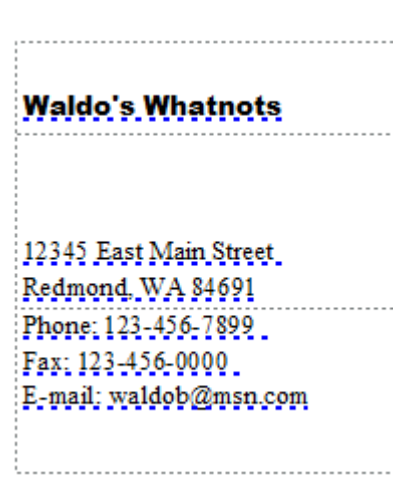 Waldo's Whatnots
12345 East Main Street
Redmond, WA 84691
Phone: 123-456-7899
Fax: 123-456-0000
E-mail: waldob@msn.com